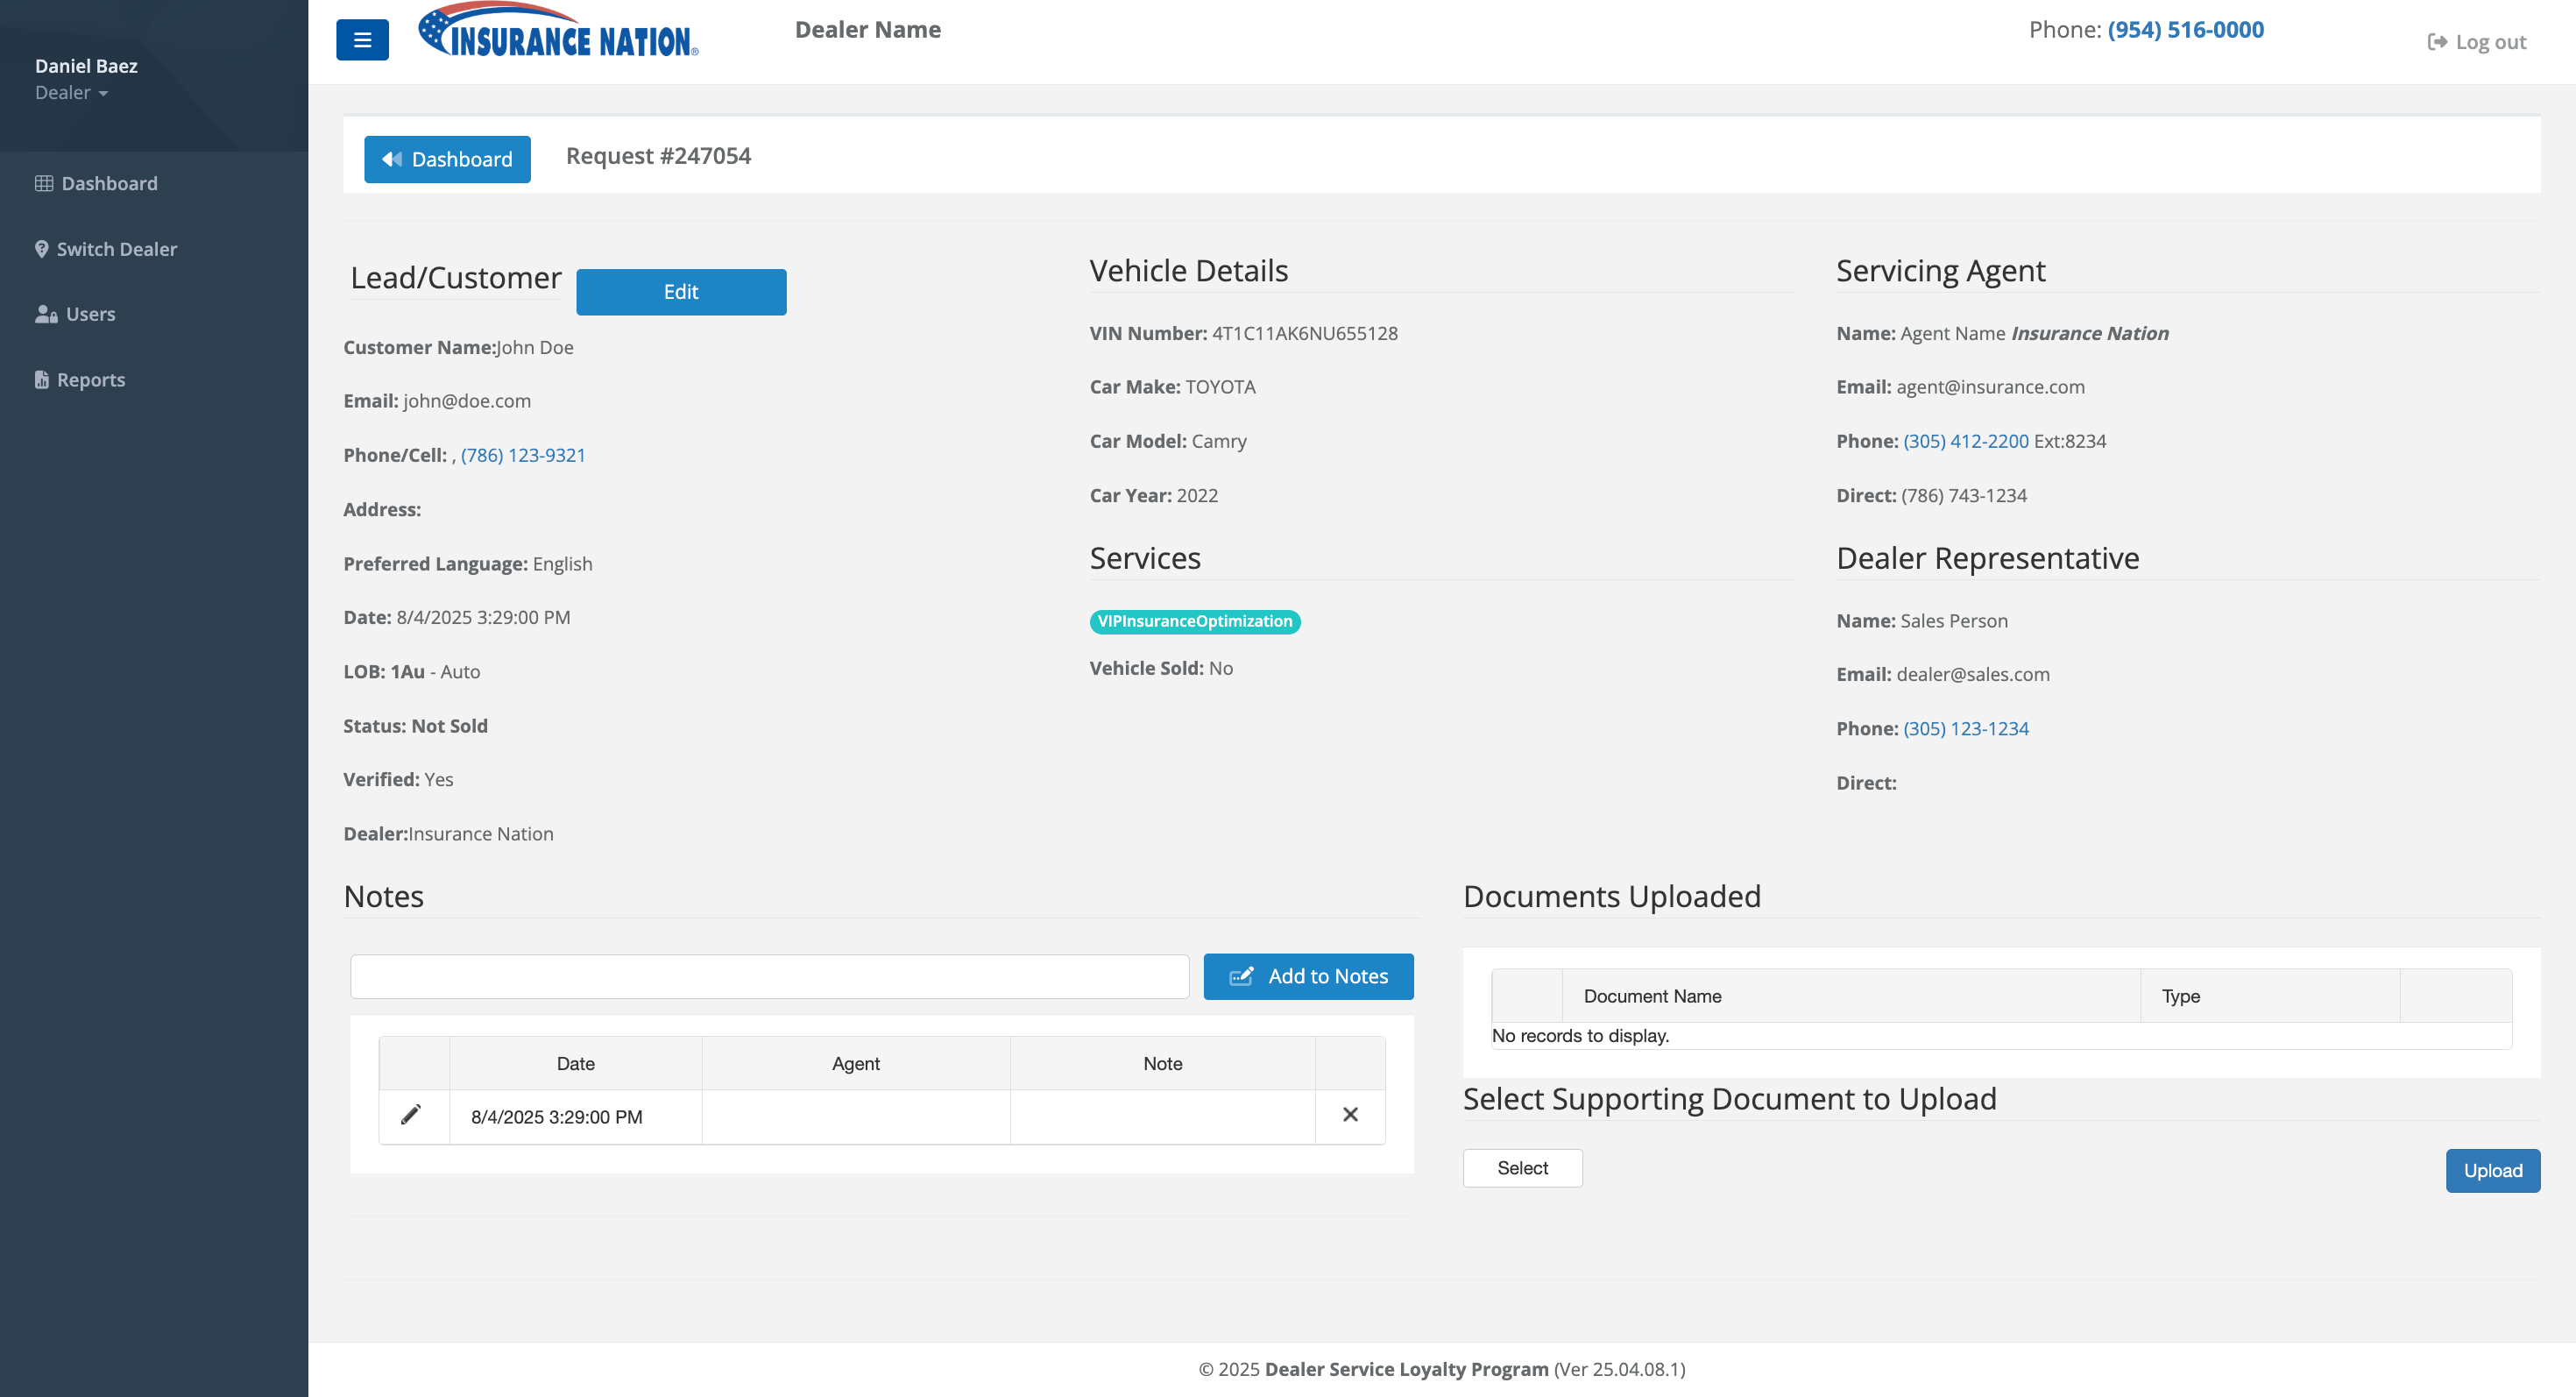 Daniel Baez
Dealer
Dashboard
Switch Dealer
Users
Reports
INSURANCE NATION®
Dealer Name
Phone: (954) 516-0000
Log out
Dashboard
Request #247054
Lead/Customer
Edit
Customer Name:John Doe
Email: john@doe.com
Phone/Cell: , (786) 123-9321
Address:
Preferred Language: English
Date: 8/4/2025 3:29:00 PM
LOB: 1Au - Auto
Status: Not Sold
Verified: Yes
Dealer:Insurance Nation
Vehicle Details
VIN Number: 4T1C11AK6NU655128
Car Make: TOYOTA
Car Model: Camry
Car Year: 2022
Services
VIPInsuranceOptimization
Vehicle Sold: No
Servicing Agent
Name: Agent Name Insurance Nation
Email: agent@insurance.com
Phone: (305) 412-2200 Ext:8234
Direct: (786) 743-1234
Dealer Representative
Name: Sales Person
Email: dealer@sales.com
Phone: (305) 123-1234
Direct:
Notes
Add to Notes
Date Agent Note
8/4/2025 3:29:00 PM
Documents Uploaded
Document Name Type
No records to display.
Select Supporting Document to Upload
Select
Upload
© 2025 Dealer Service Loyalty Program (Ver 25.04.08.1)